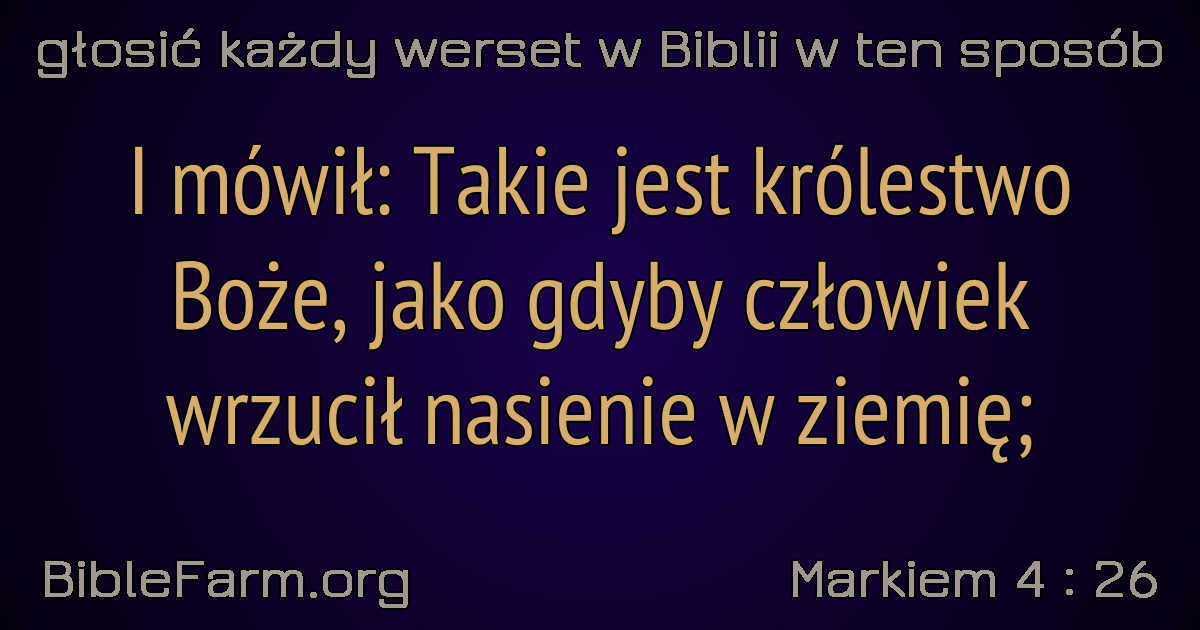 głosić każdy werset w Biblii w ten sposób
I mówił: Takie jest królestwo
Boże, jako gdyby człowiek
wrzucił nasienie w ziemię;
BibleFarm.org
Markiem 4 : 26